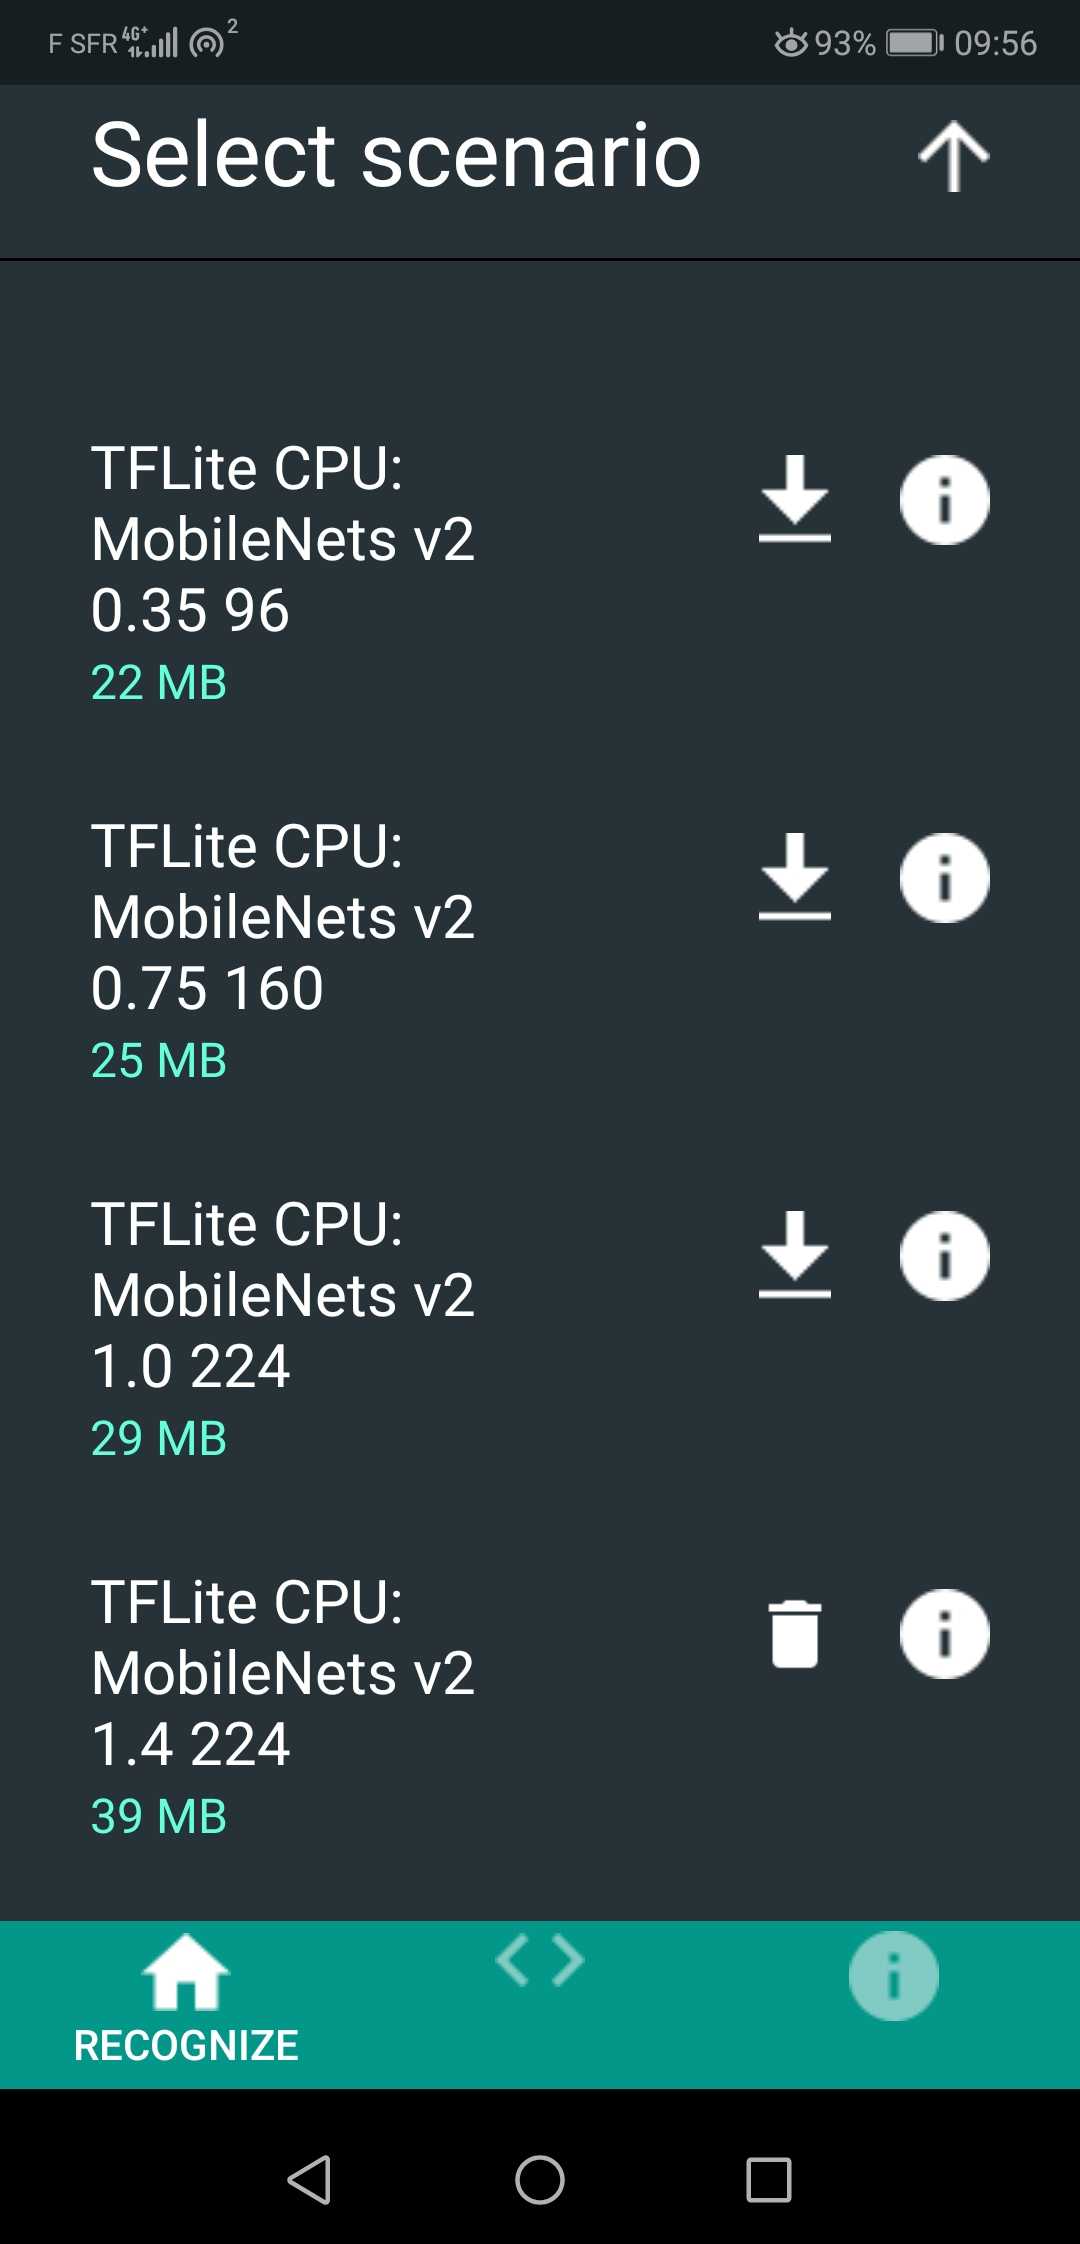 F SFR 4G+ 2 93% 09:56
Select scenario
TFLite CPU:
MobileNets v2
0.35 96
22 MB
TFLite CPU:
MobileNets v2
0.75 160
25 MB
TFLite CPU:
MobileNets v2
1.0 224
29 MB
TFLite CPU:
MobileNets v2
1.4 224
39 MB
RECOGNIZE